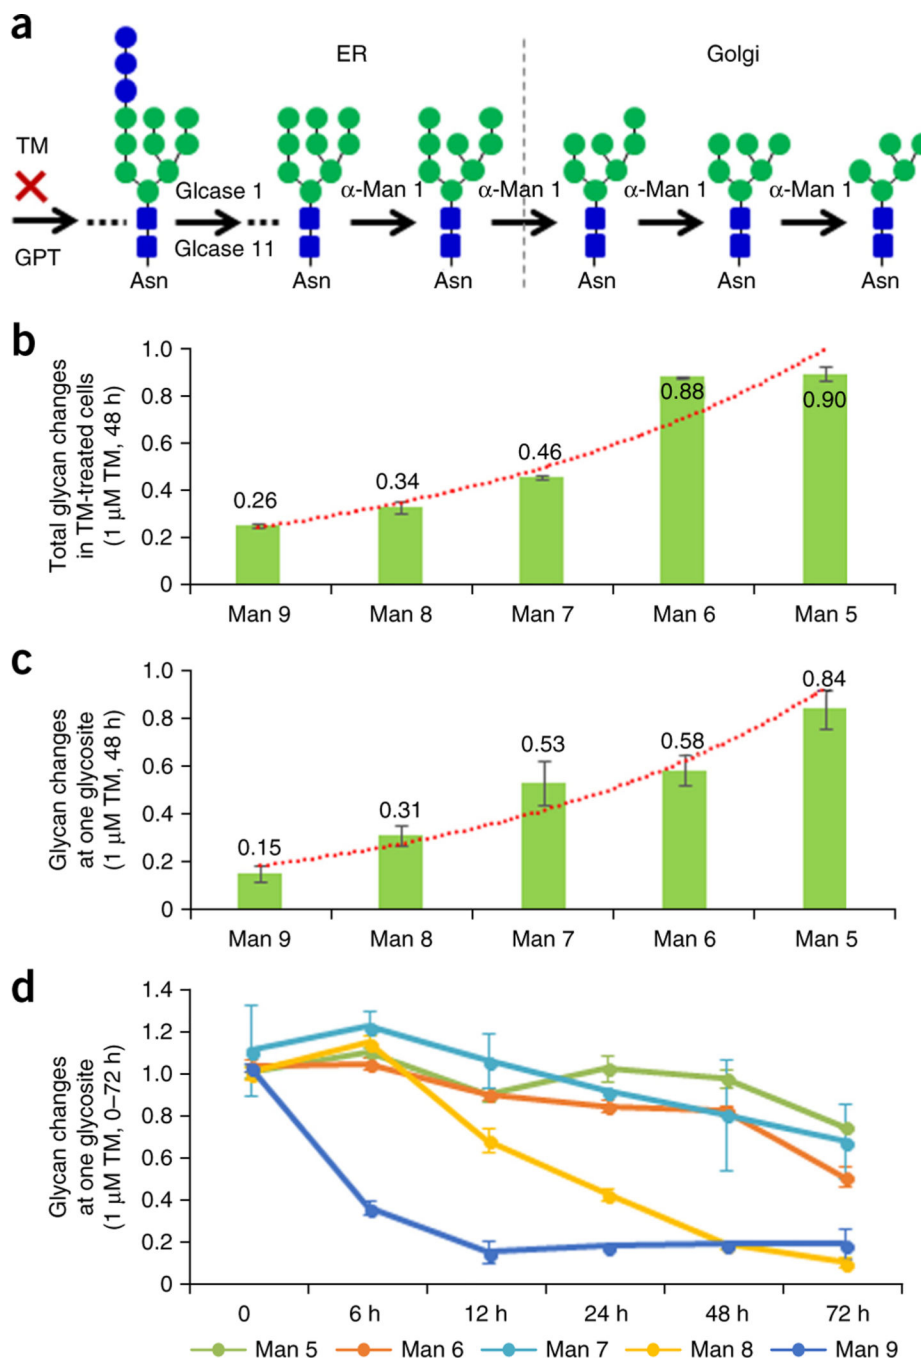 a
ER
Golgi
TM
GPT
Glcase 1
Glcase 11
α-Man 1
α-Man 1
α-Man 1
α-Man 1
Asn
Asn
Asn
Asn
Asn
Asn
b
Total glycan changes
in TM-treated cells
(1 μM TM, 48 h)
1.0
0.8
0.6
0.4
0.2
0
0.26
0.34
0.46
0.88
0.90
Man 9
Man 8
Man 7
Man 6
Man 5
c
Glycan changes
at one glycosite
(1 μM TM, 48 h)
1.0
0.8
0.6
0.4
0.2
0
0.15
0.31
0.53
0.58
0.84
Man 9
Man 8
Man 7
Man 6
Man 5
d
Glycan changes
at one glycosite
(1 μM TM, 0–72 h)
1.4
1.2
1.0
0.8
0.6
0.4
0.2
0
0
6 h
12 h
24 h
48 h
72 h
Man 5
Man 6
Man 7
Man 8
Man 9